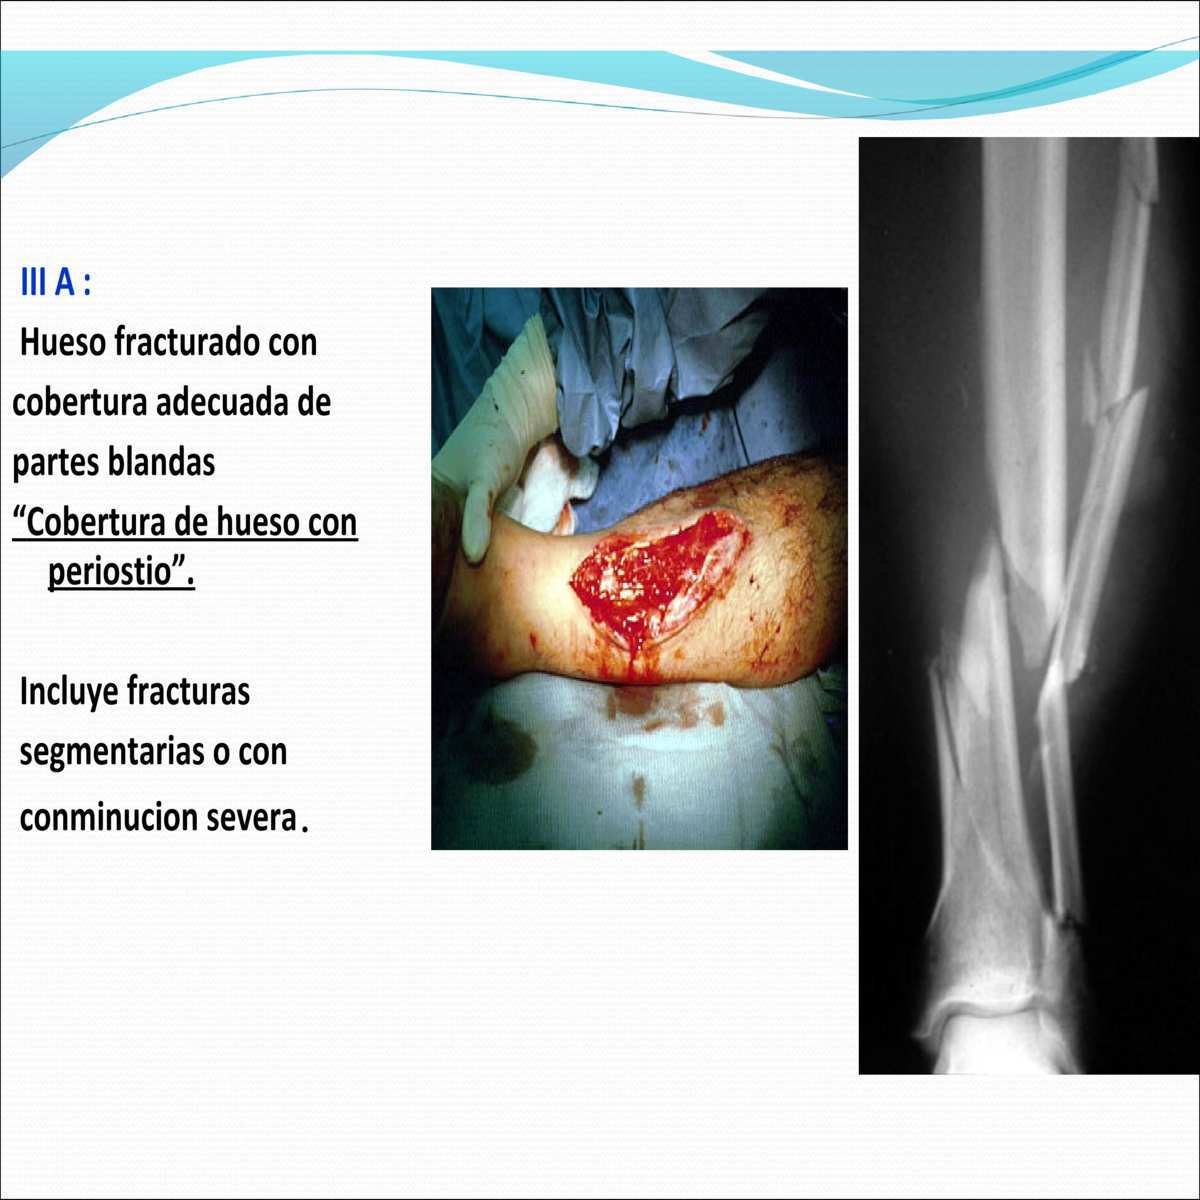 III A :
Hueso fracturado con
cobertura adecuada de
partes blandas
“Cobertura de hueso con
periostio”.
Incluye fracturas
segmentarias o con
conminucion severa.